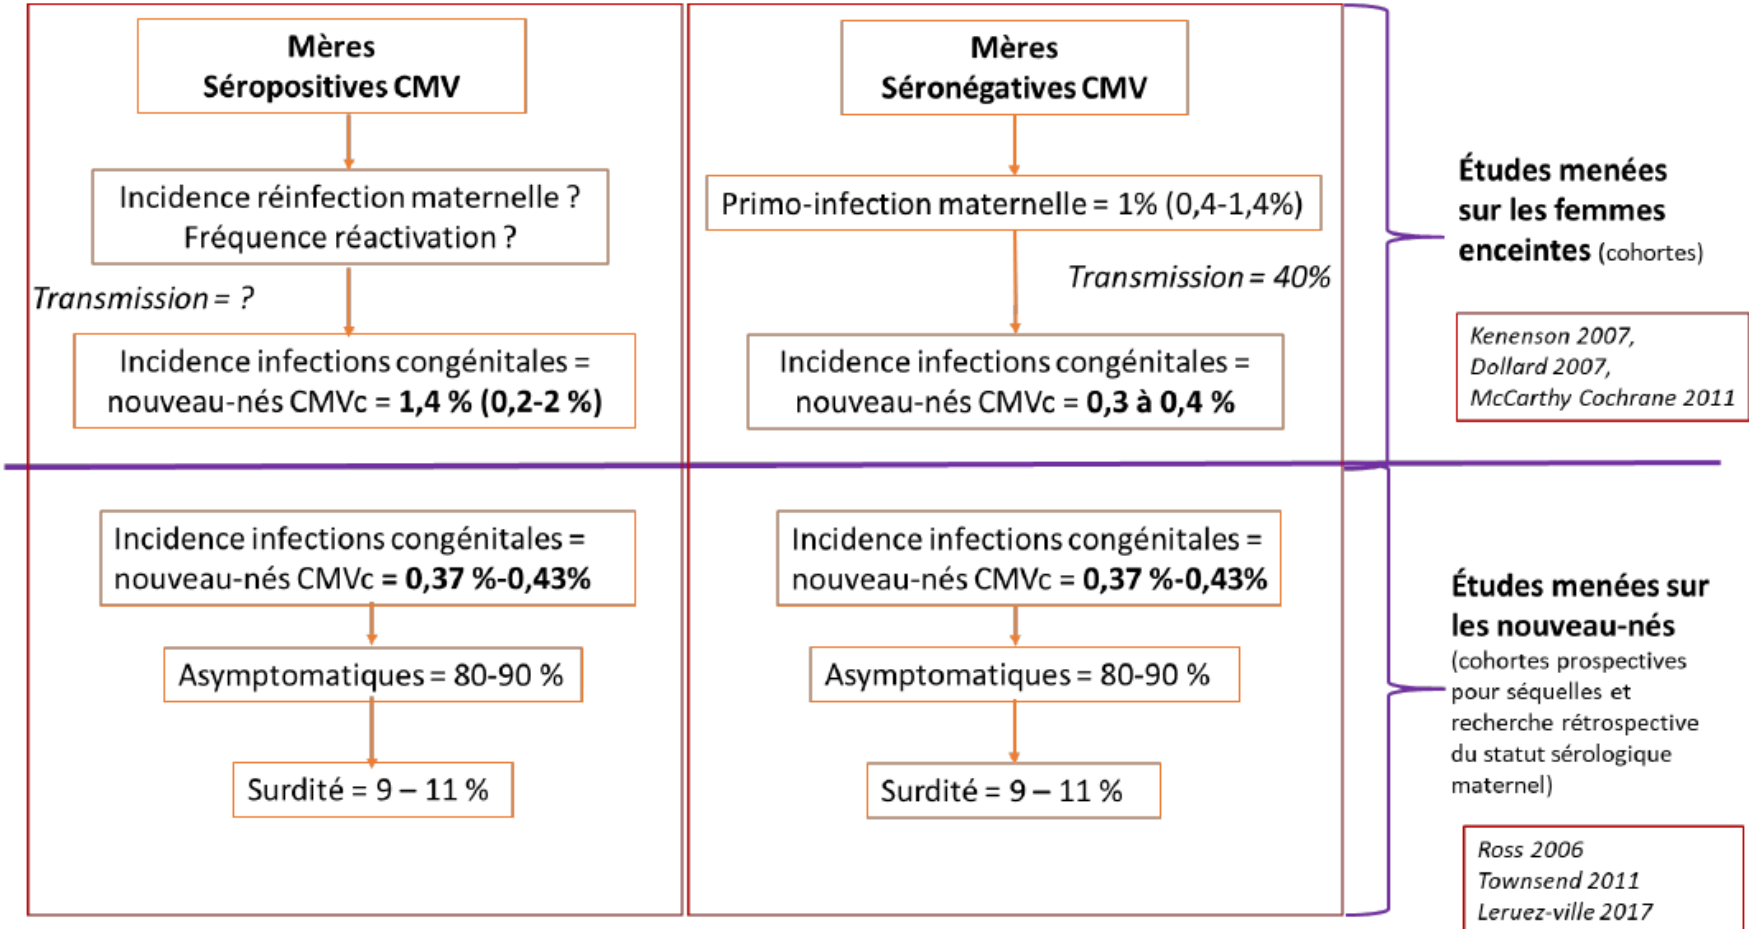 Mères
Séropositives CMV
Incidence réinfection maternelle ?
Fréquence réactivation ?
Transmission = ?
Incidence infections congénitales =
nouveau-nés CMVc = 1,4 % (0,2-2 %)
Mères
Séronégatives CMV
Primo-infection maternelle = 1% (0,4-1,4%)
Transmission = 40%
Incidence infections congénitales =
nouveau-nés CMVc = 0,3 à 0,4 %
Études menées
sur les femmes
enceintes (cohortes)
Kenenson 2007,
Dollard 2007,
McCarthy Cochrane 2011
Incidence infections congénitales =
nouveau-nés CMVc = 0,37 %-0,43%
Asymptomatiques = 80-90 %
Surdité = 9 – 11 %
Incidence infections congénitales =
nouveau-nés CMVc = 0,37 %-0,43%
Asymptomatiques = 80-90 %
Surdité = 9 – 11 %
Études menées sur
les nouveau-nés
(cohortes prospectives
pour séquelles et
recherche rétrospective
du statut sérologique
maternel)
Ross 2006
Townsend 2011
Leruez-ville 2017